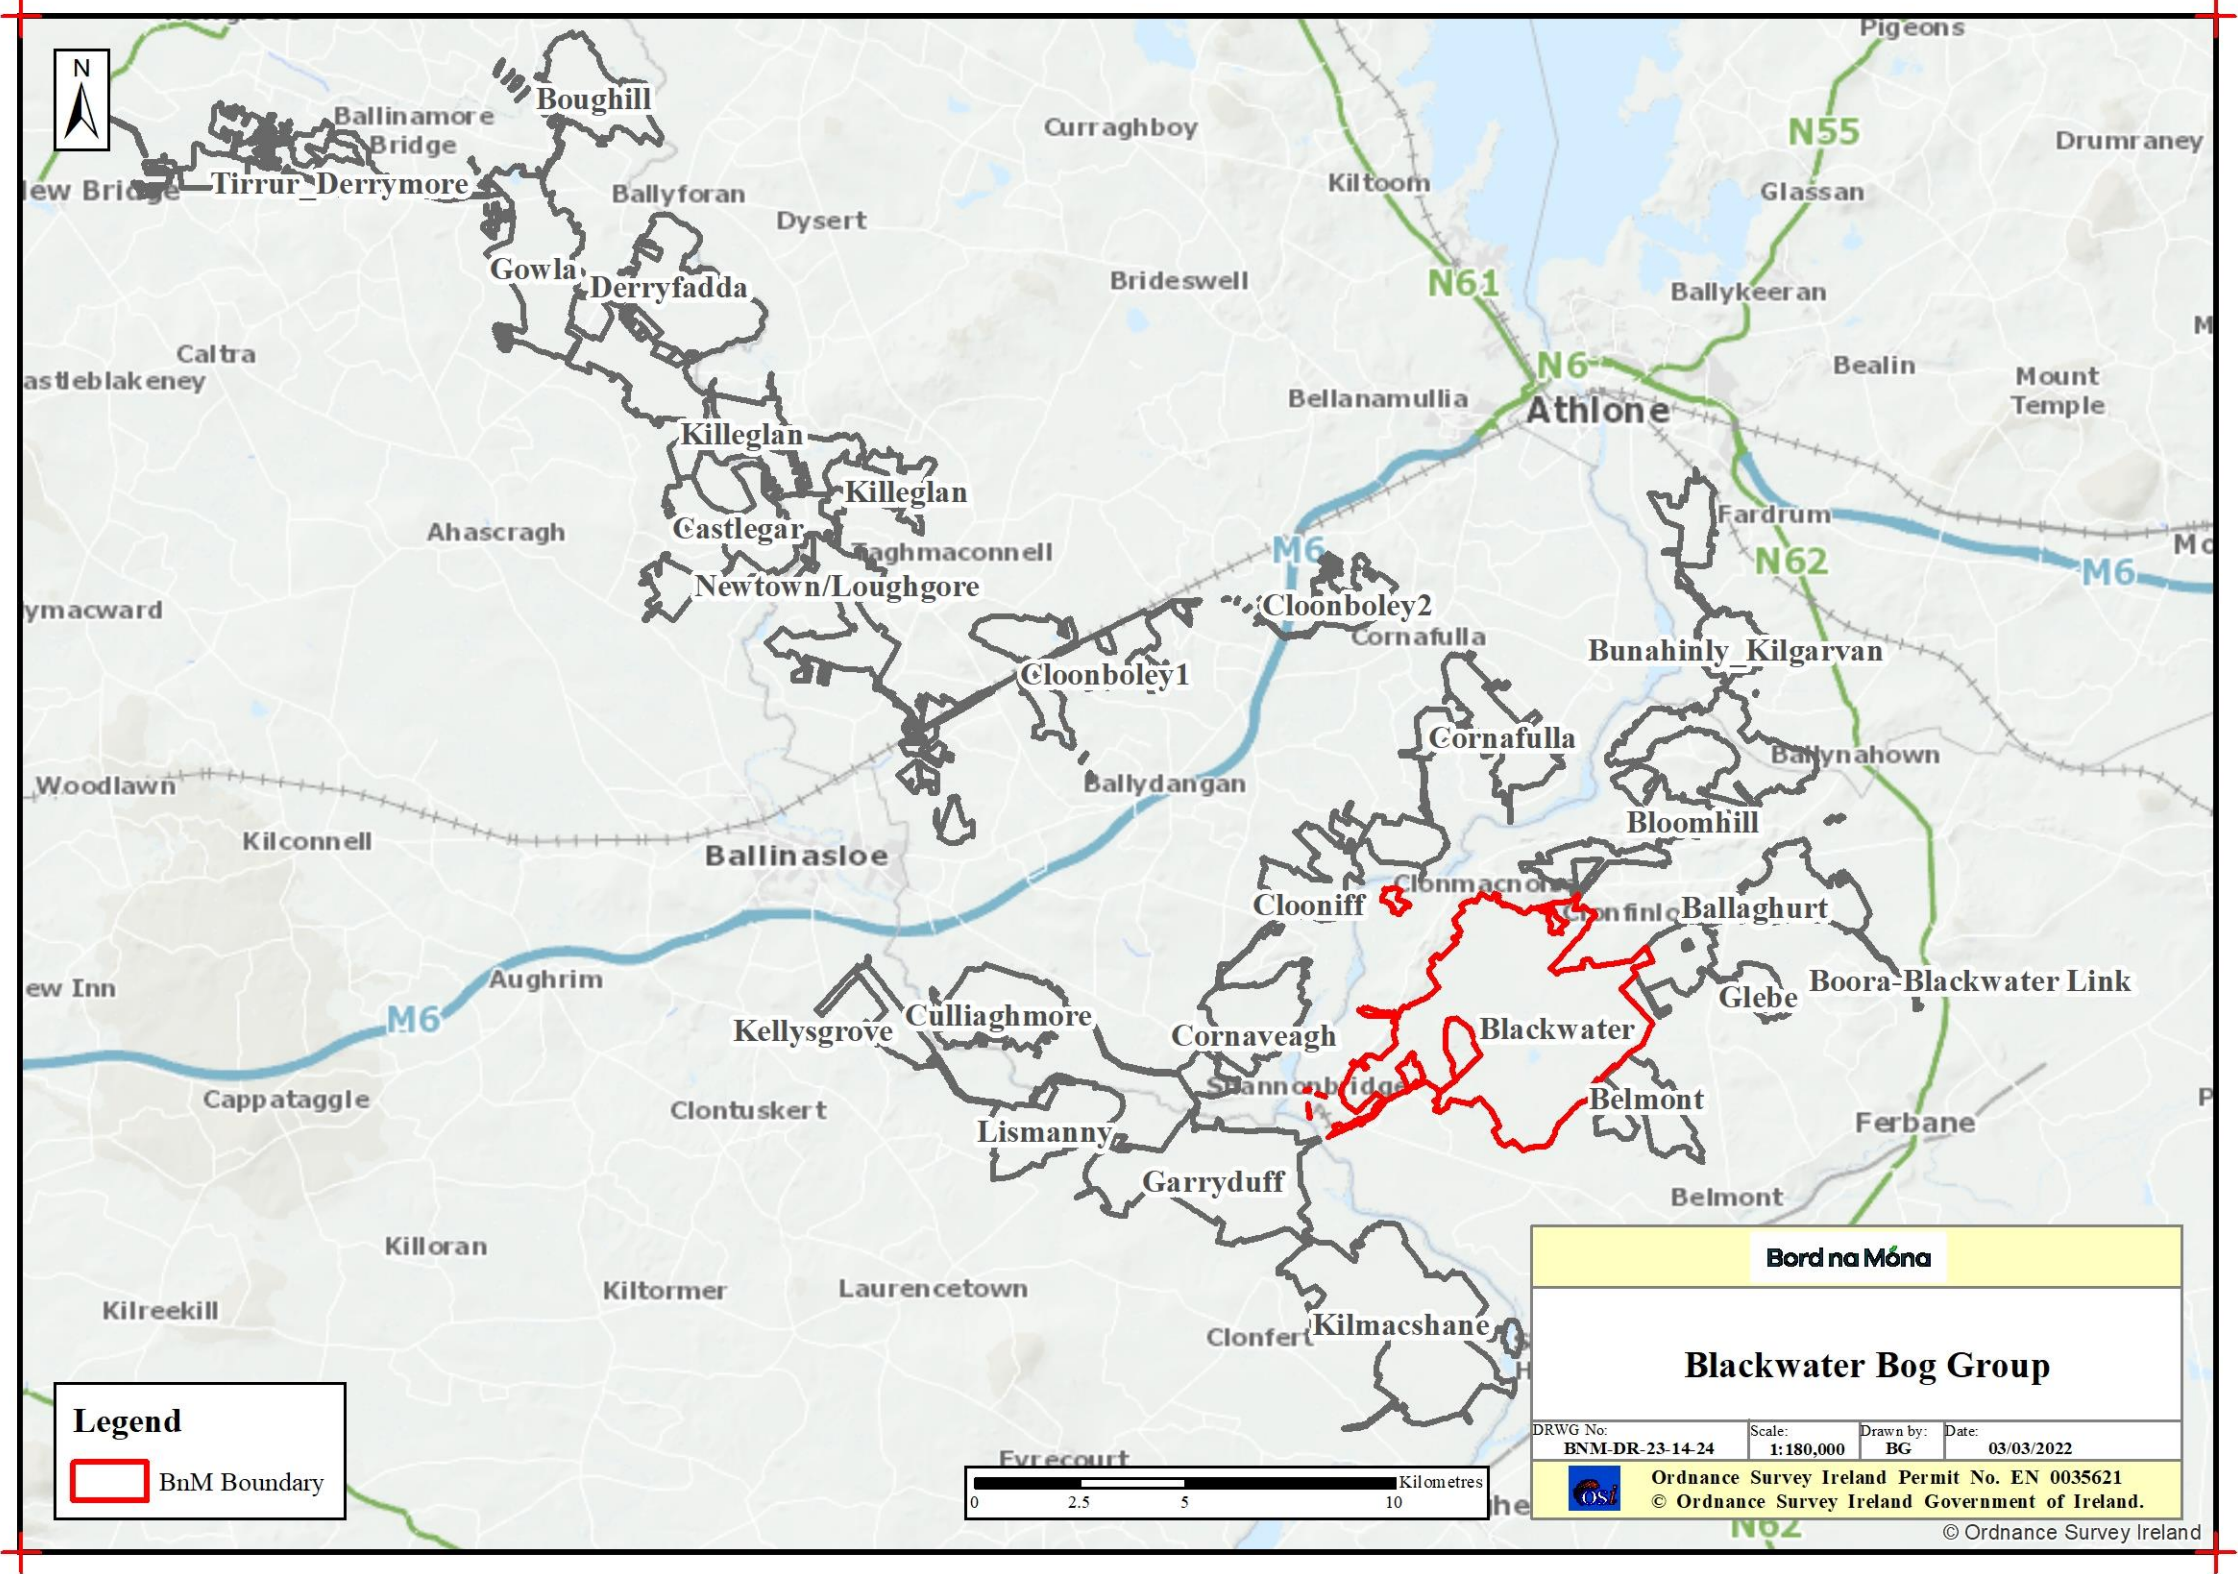 Pigeons
N
Boughill
Ballinamore
Bridge
Curraghboy
N55
Drumraney
Tirrur_Derrymore
Ballyforan
Kiltoom
Glassan
Dysert
Gowla
Derryfadda
Brideswell
N61
Ballykeeran
Caltra
N6
Bealin
Mount
Temple
Bellanamullia
Athlone
Killeglan
Killeglan
Castlegar
Ahascragh
Taghmaconnell
Fardrum
M6
N62
M6
Newtown/Loughgore
Cloonboley2
Cornafulla
Bunahinly_Kilgarvan
Cloonboley1
Cornafulla
Ballynahown
Woodlawn
Ballydangan
Bloomhill
Kilconnell
Ballinasloe
Clooniff
Ballaghurt
Aughrim
Boora-Blackwater Link
Glebe
M6
Kellysgrove
Culliaghmore
Cornaveagh
Blackwater
Shannonbridge
Belmont
Cappataggle
Clontuskert
Ferbane
Lismanny
Garryduff
Belmont
Killoran
Kiltormer
Laurencetown
Kilreekill
Clonfert
Kilmacshane
Bord na Móna
Blackwater Bog Group
DRWG No:
BNM-DR-23-14-24
Scale:
1:180,000
Drawn by:
BG
Date:
03/03/2022
osi
Ordnance Survey Ireland Permit No. EN 0035621
© Ordnance Survey Ireland Government of Ireland.
Legend
BnM Boundary
Eyrecourt
Kilometres
0 2.5 5 10
N62
© Ordnance Survey Ireland